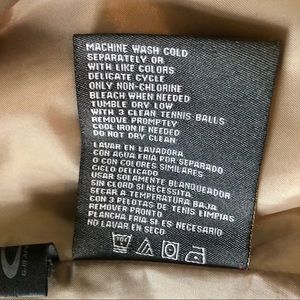 MACHINE WASH COLD
SEPARATELY OR
WITH LIKE COLORS
DELICATE CYCLE
ONLY NON-CHLORINE
BLEACH WHEN NEEDED
TUMBLE DRY LOW
WITH 3 CLEAN TENNIS BALLS
REMOVE PROMPTLY
COOL IRON IF NEEDED
DO NOT DRY CLEAN
LAVAR EN LAVADORA
CON AGUA FRIA POR SEPARADO
O CON COLORES SIMILARES
CICLO DELICADO
USAR SOLAMENTE BLANQUEADOR
SIN CLORO SI NECESITA.
SECAR A TEMPERATURA BAJA
CON 3 PELOTAS DE TENIS LIMPIAS
REMOVER PRONTO
PLANCHA FRIA SI ES NECESARIO
NO LAVAR EN SECO